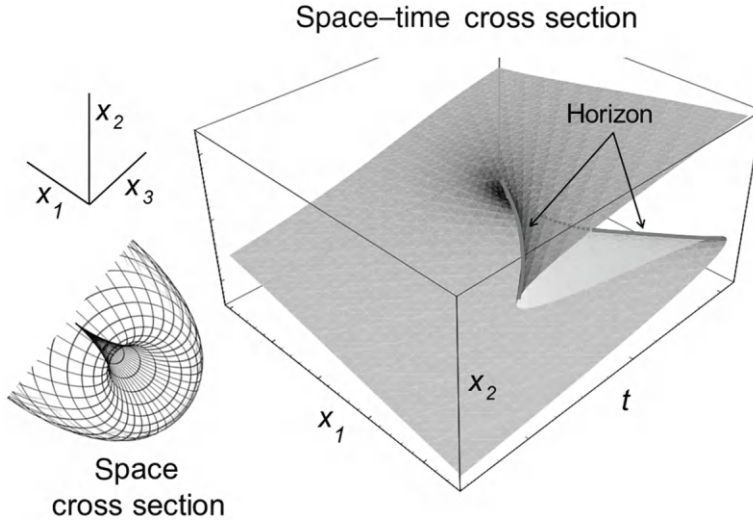 Space–time cross section
x2
x1
x3
Horizon
x2
x1
t
Space
cross section